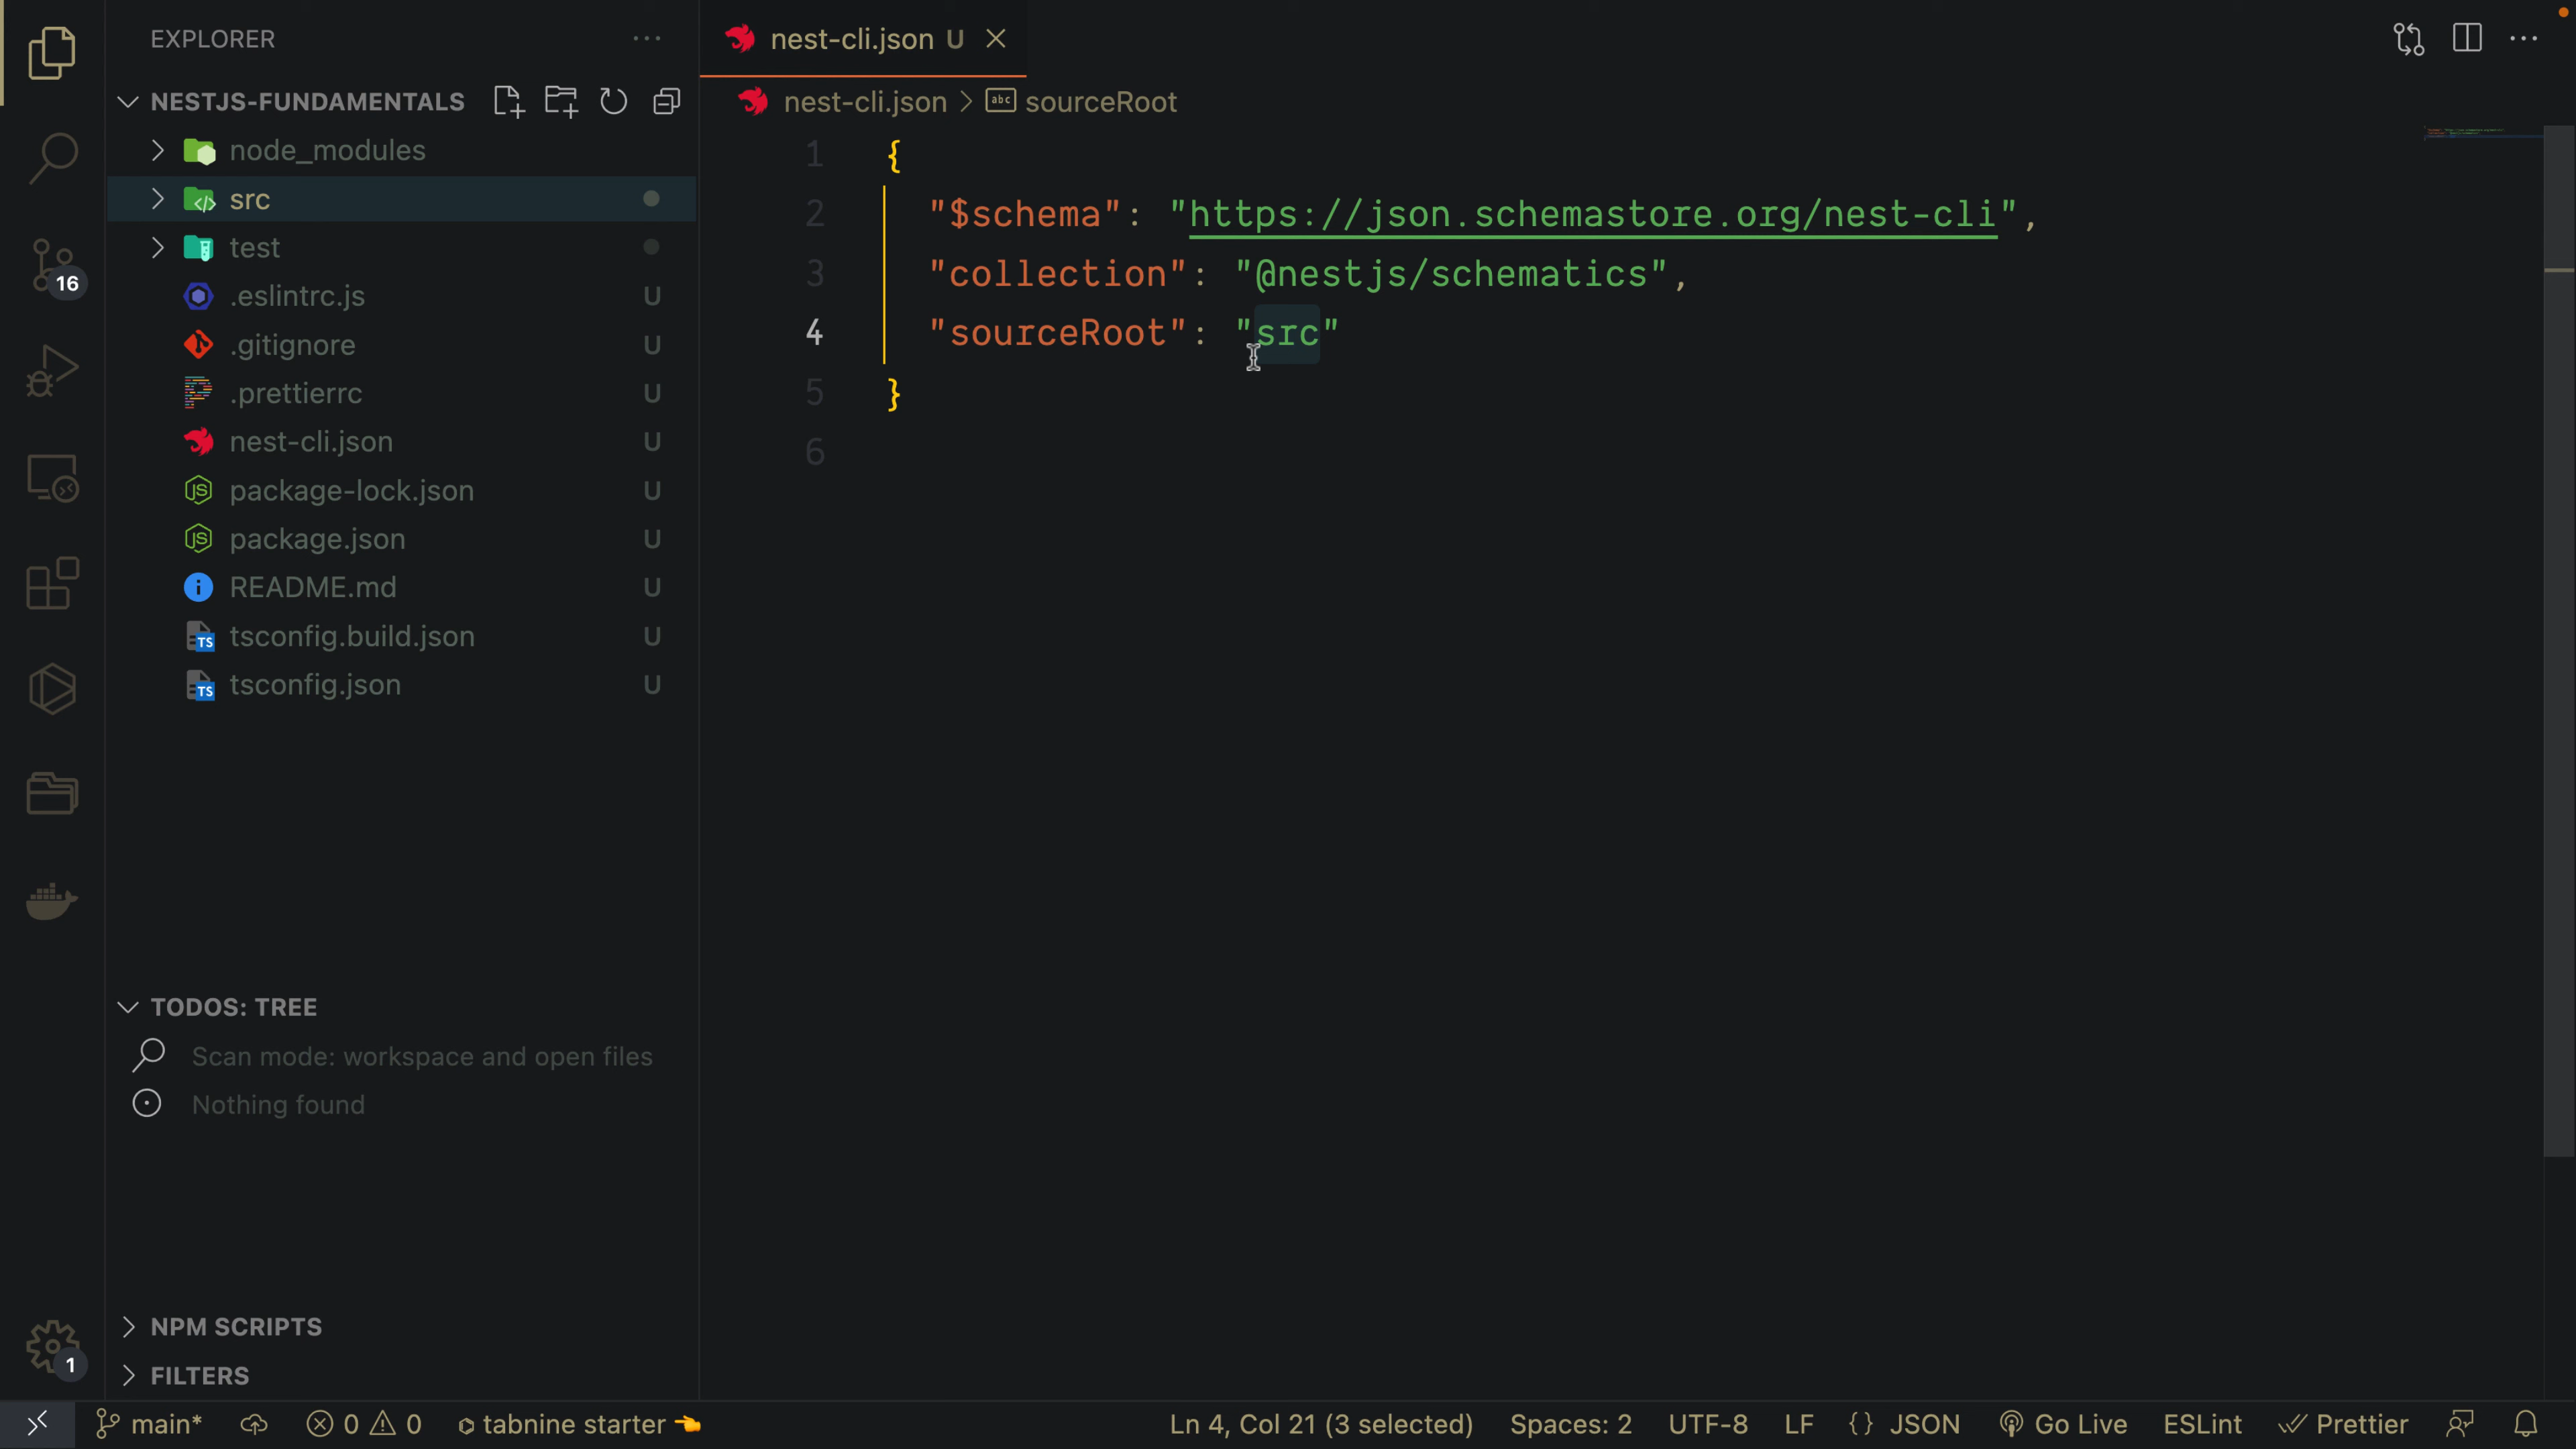 EXPLORER
NESTJS-FUNDAMENTALS
node_modules
src
test
.eslintrc.js U
.gitignore U
.prettierrc U
nest-cli.json U
package-lock.json U
package.json U
README.md U
tsconfig.build.json U
tsconfig.json U
TODOS: TREE
Scan mode: workspace and open files
Nothing found
NPM SCRIPTS
FILTERS
16
1
nest-cli.json U
nest-cli.json > sourceRoot
1 {
2 "$schema": "https://json.schemastore.org/nest-cli",
3 "collection": "@nestjs/schematics",
4 "sourceRoot": "src"
5 }
6
main* 0 0 tabnine starter Ln 4, Col 21 (3 selected) Spaces: 2 UTF-8 LF {} JSON Go Live ESLint Prettier